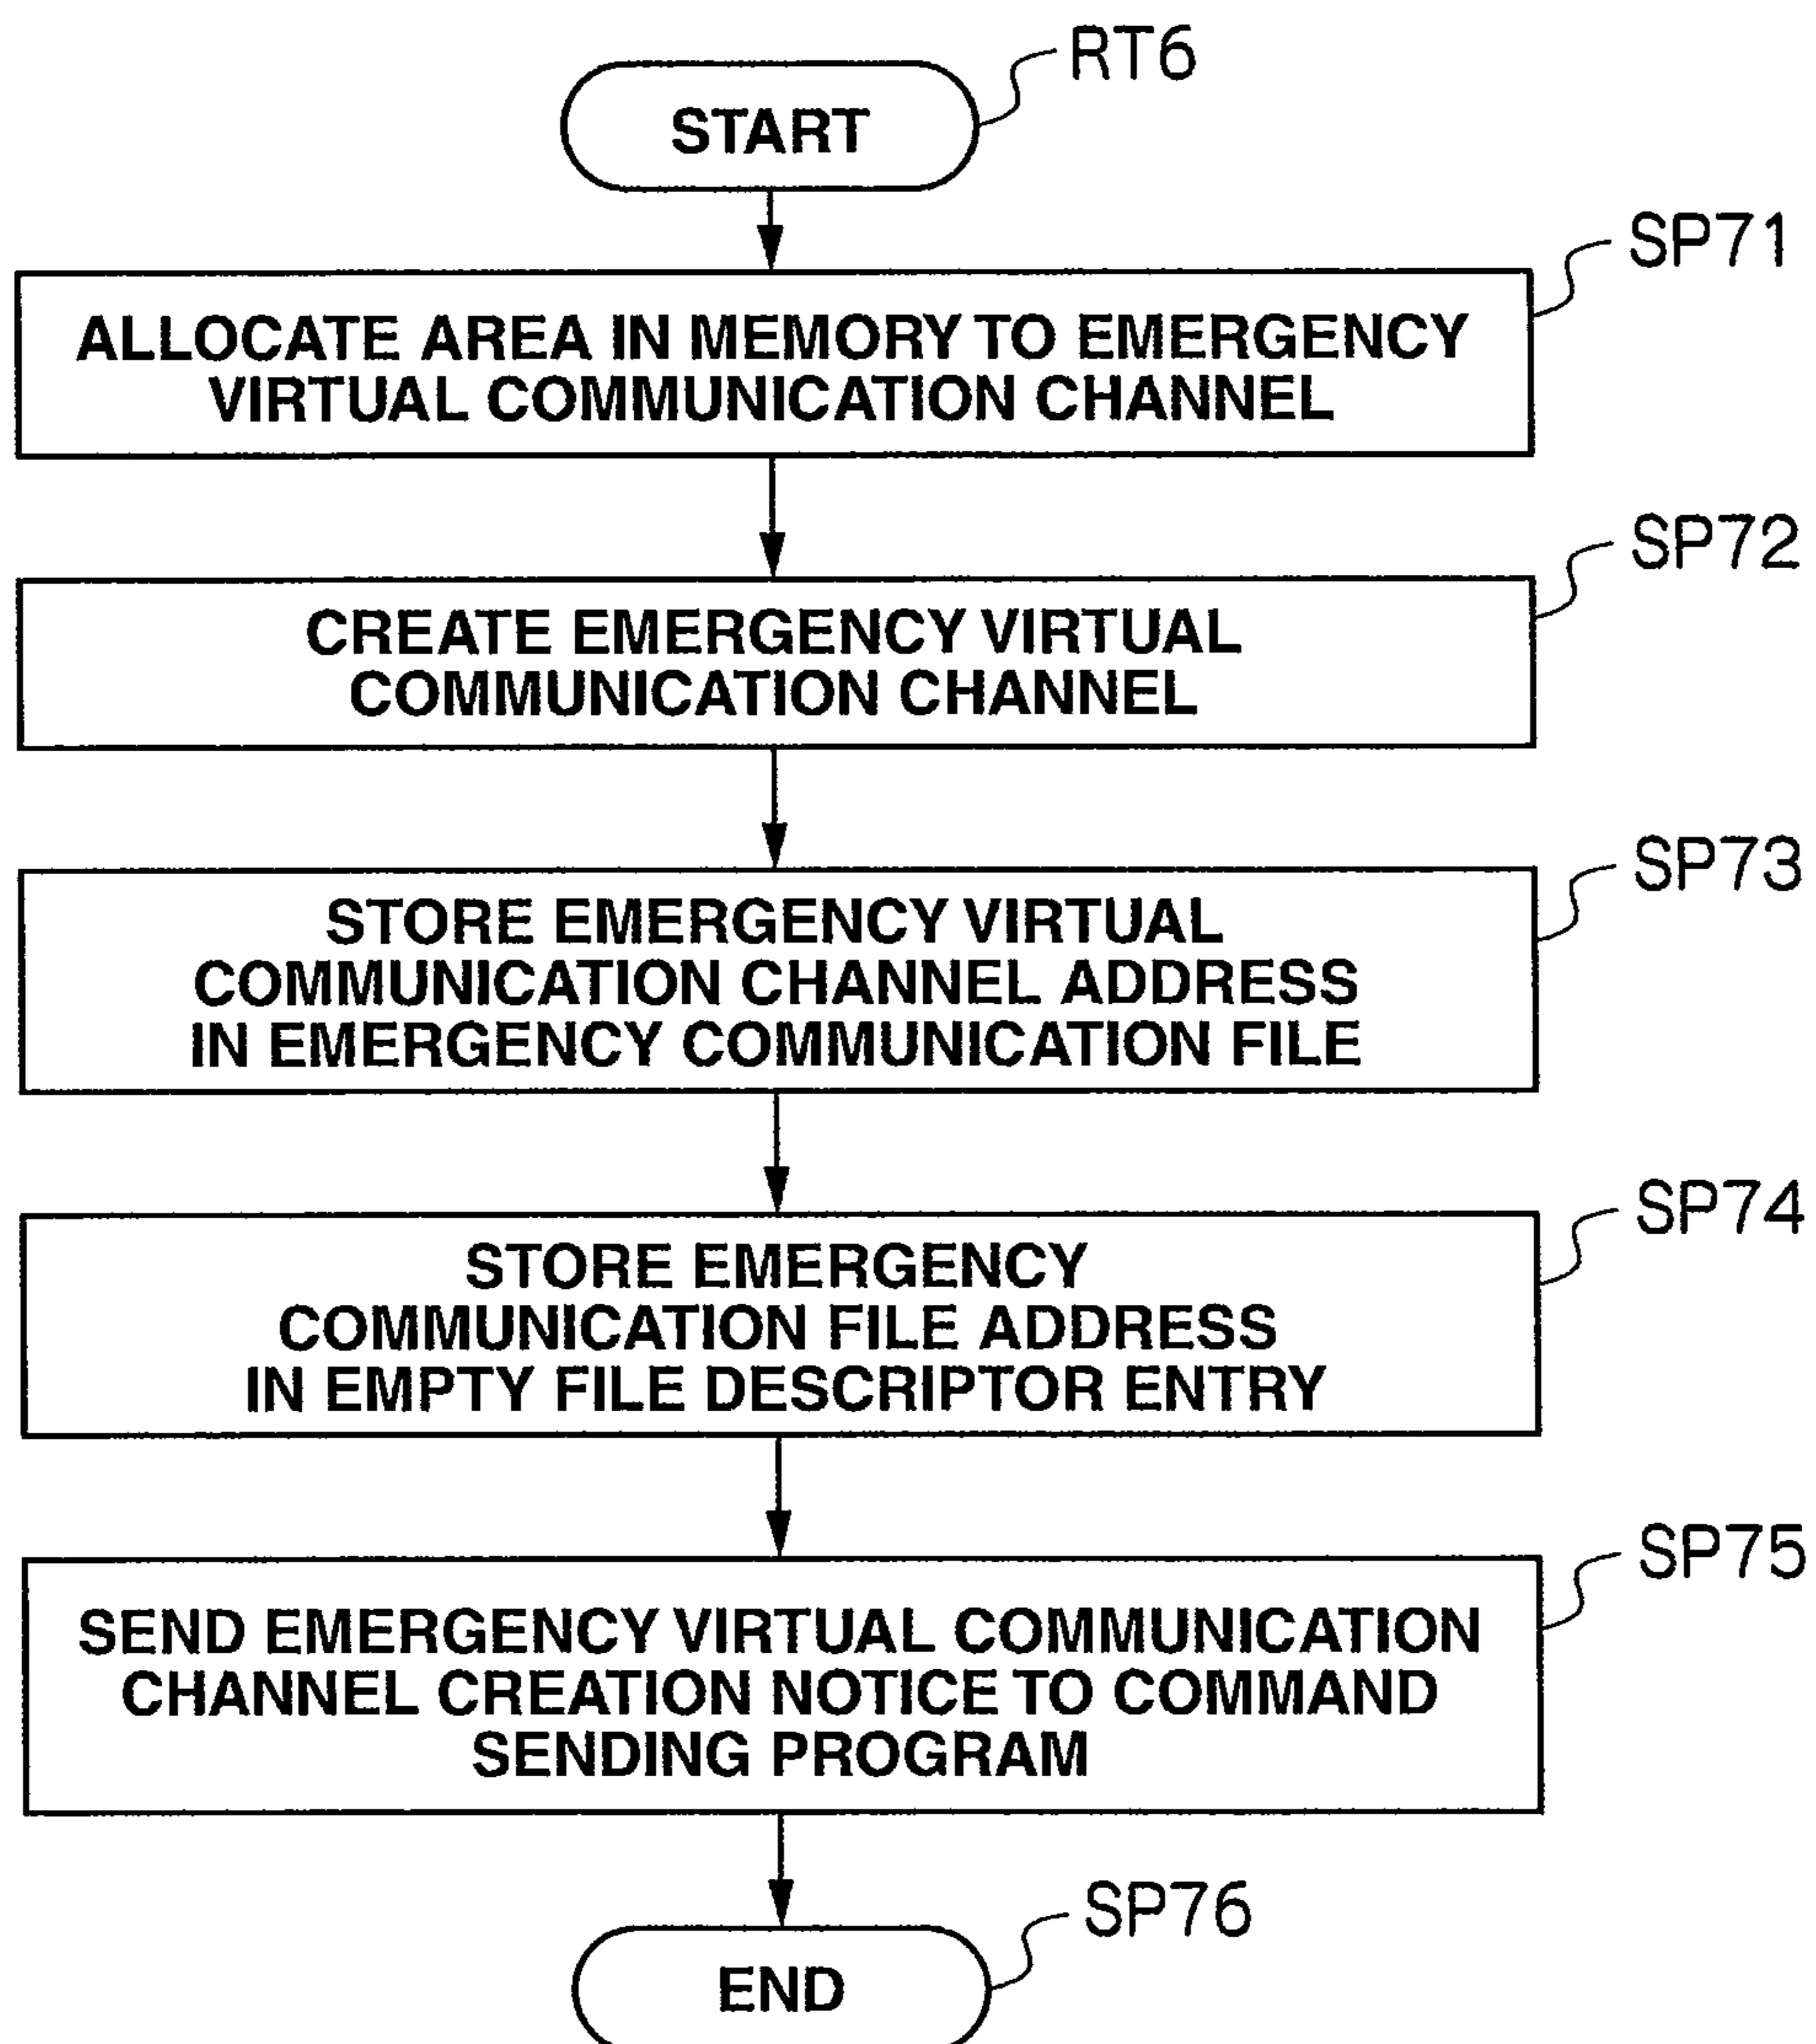 RT6
START
SP71
ALLOCATE AREA IN MEMORY TO EMERGENCY
VIRTUAL COMMUNICATION CHANNEL
SP72
CREATE EMERGENCY VIRTUAL
COMMUNICATION CHANNEL
SP73
STORE EMERGENCY VIRTUAL
COMMUNICATION CHANNEL ADDRESS
IN EMERGENCY COMMUNICATION FILE
SP74
STORE EMERGENCY
COMMUNICATION FILE ADDRESS
IN EMPTY FILE DESCRIPTOR ENTRY
SP75
SEND EMERGENCY VIRTUAL COMMUNICATION
CHANNEL CREATION NOTICE TO COMMAND
SENDING PROGRAM
SP76
END